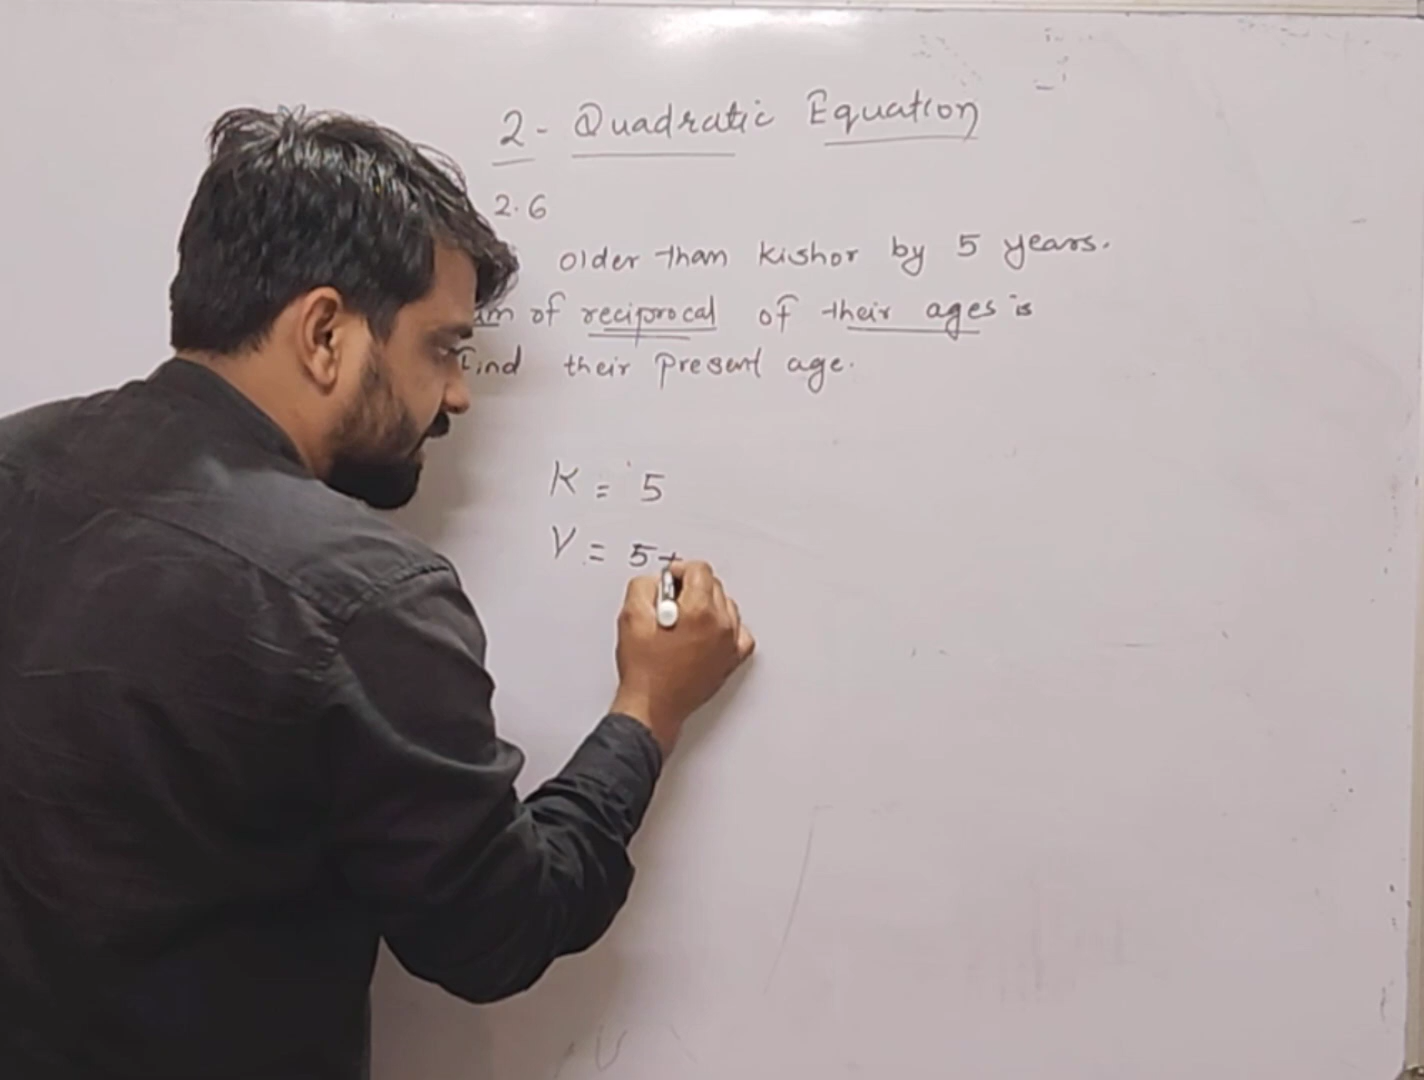 2- Quadratic Equation
2.6
older than kishor by 5 years.
of reciprocal of their ages is
Find their present age.
K = 5
V = 5+